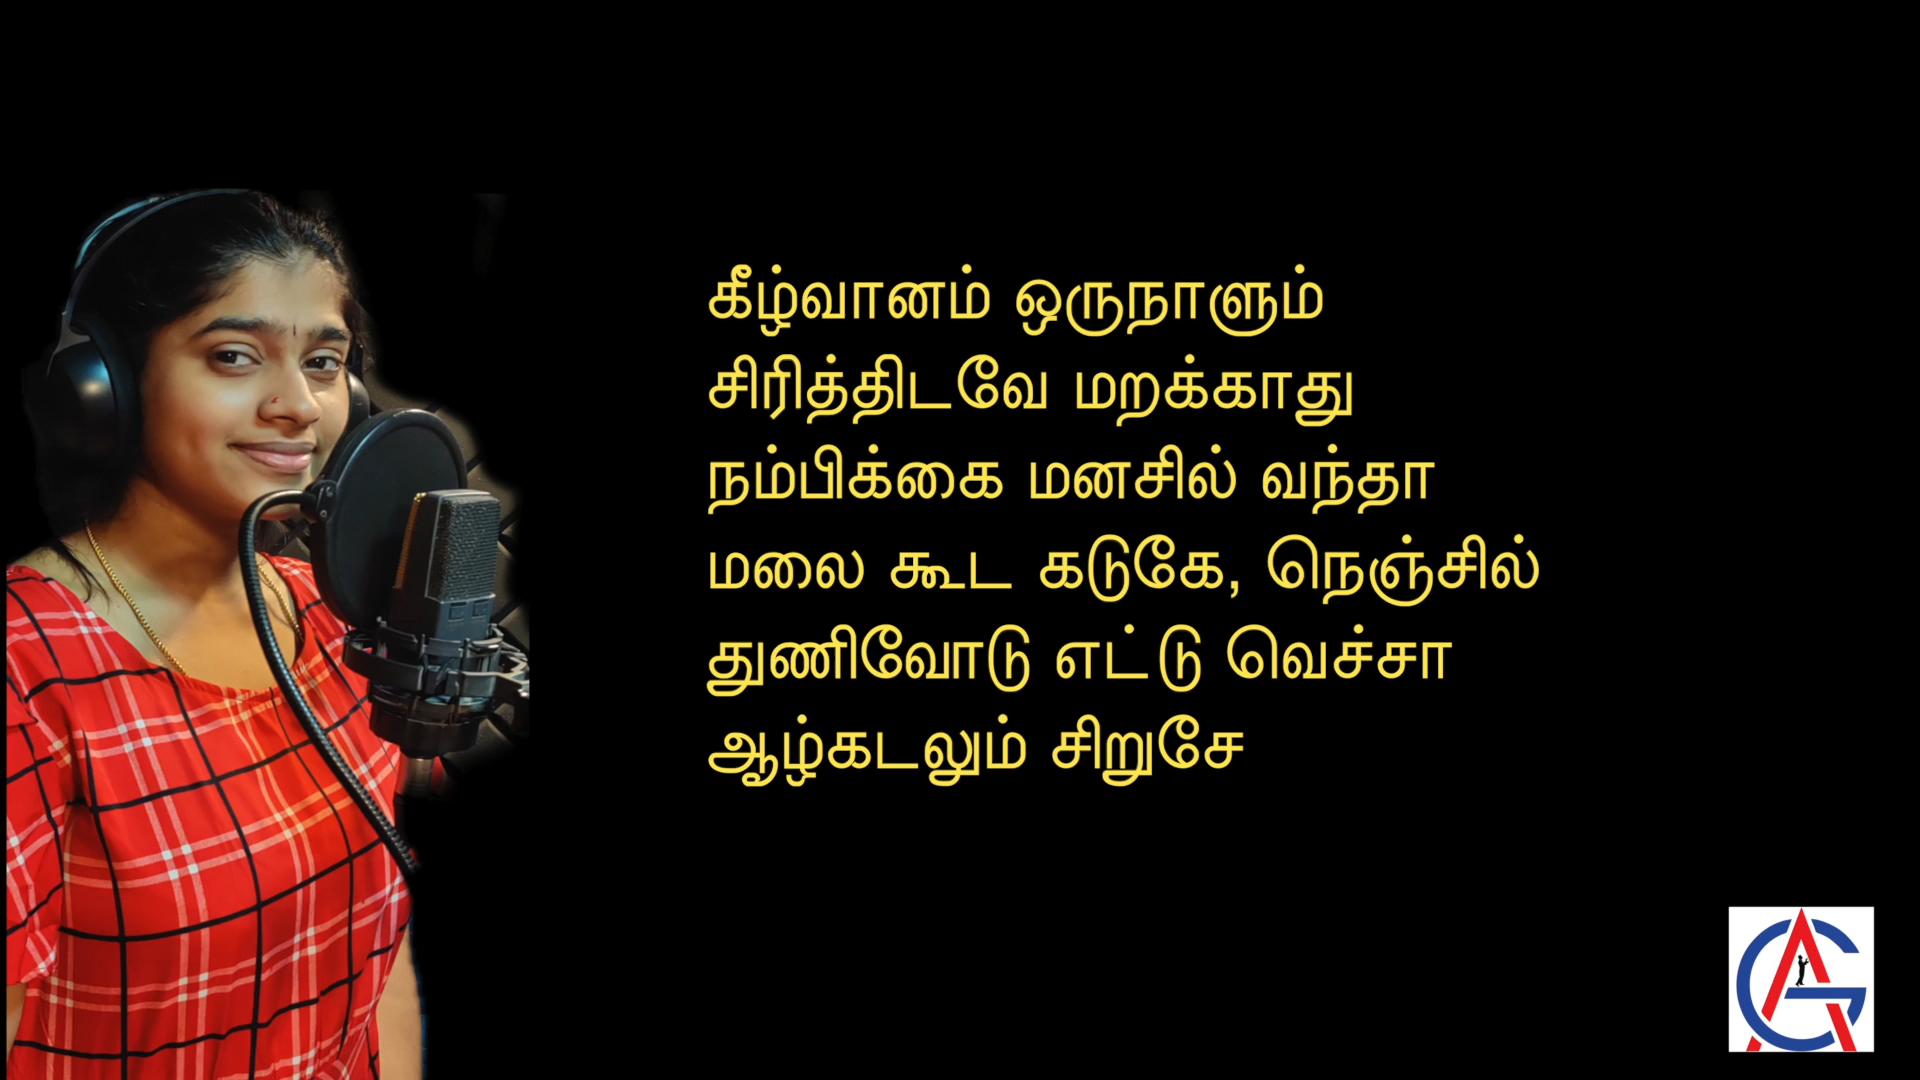 கீழ்வானம் ஒருநாளும்
சிரித்திடவே மறக்காது
நம்பிக்கை மனசில் வந்தா
மலை கூட கடுகே, நெஞ்சில்
துணிவோடு எட்டு வெச்சா
ஆழ்கடலும் சிறுசே